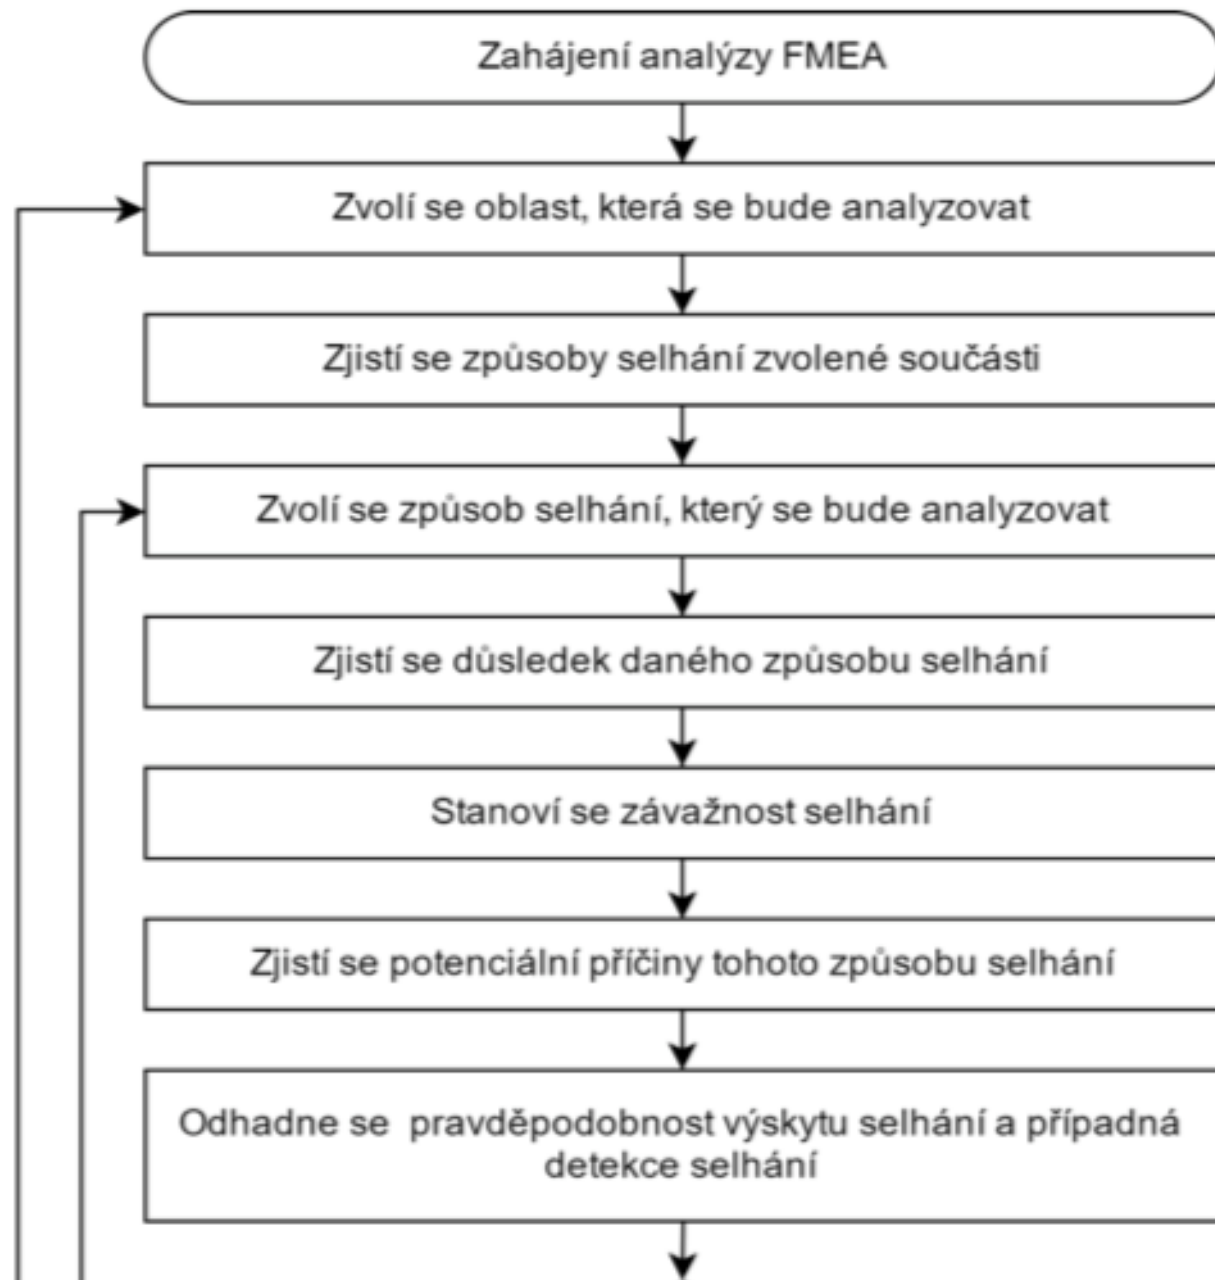 Zahájení analýzy FMEA
Zvolí se oblast, která se bude analyzovat
Zjistí se způsoby selhání zvolené součásti
Zvolí se způsob selhání, který se bude analyzovat
Zjistí se důsledek daného způsobu selhání
Stanoví se závažnost selhání
Zjistí se potenciální příčiny tohoto způsobu selhání
Odhadne se  pravděpodobnost výskytu selhání a případná
detekce selhání